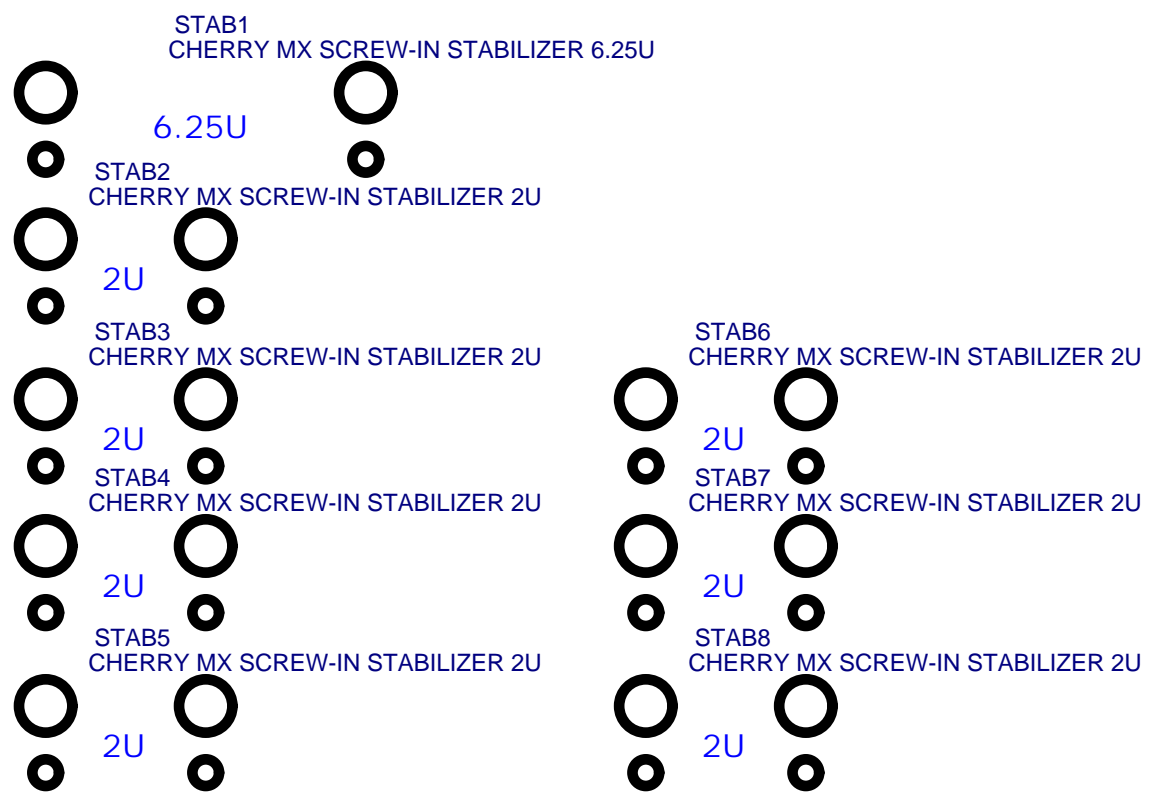 STAB1
CHERRY MX SCREW-IN STABILIZER 6.25U
6.25U
STAB2
CHERRY MX SCREW-IN STABILIZER 2U
2U
STAB3
CHERRY MX SCREW-IN STABILIZER 2U
2U
STAB4
CHERRY MX SCREW-IN STABILIZER 2U
2U
STAB5
CHERRY MX SCREW-IN STABILIZER 2U
2U
STAB6
CHERRY MX SCREW-IN STABILIZER 2U
2U
STAB7
CHERRY MX SCREW-IN STABILIZER 2U
2U
STAB8
CHERRY MX SCREW-IN STABILIZER 2U
2U